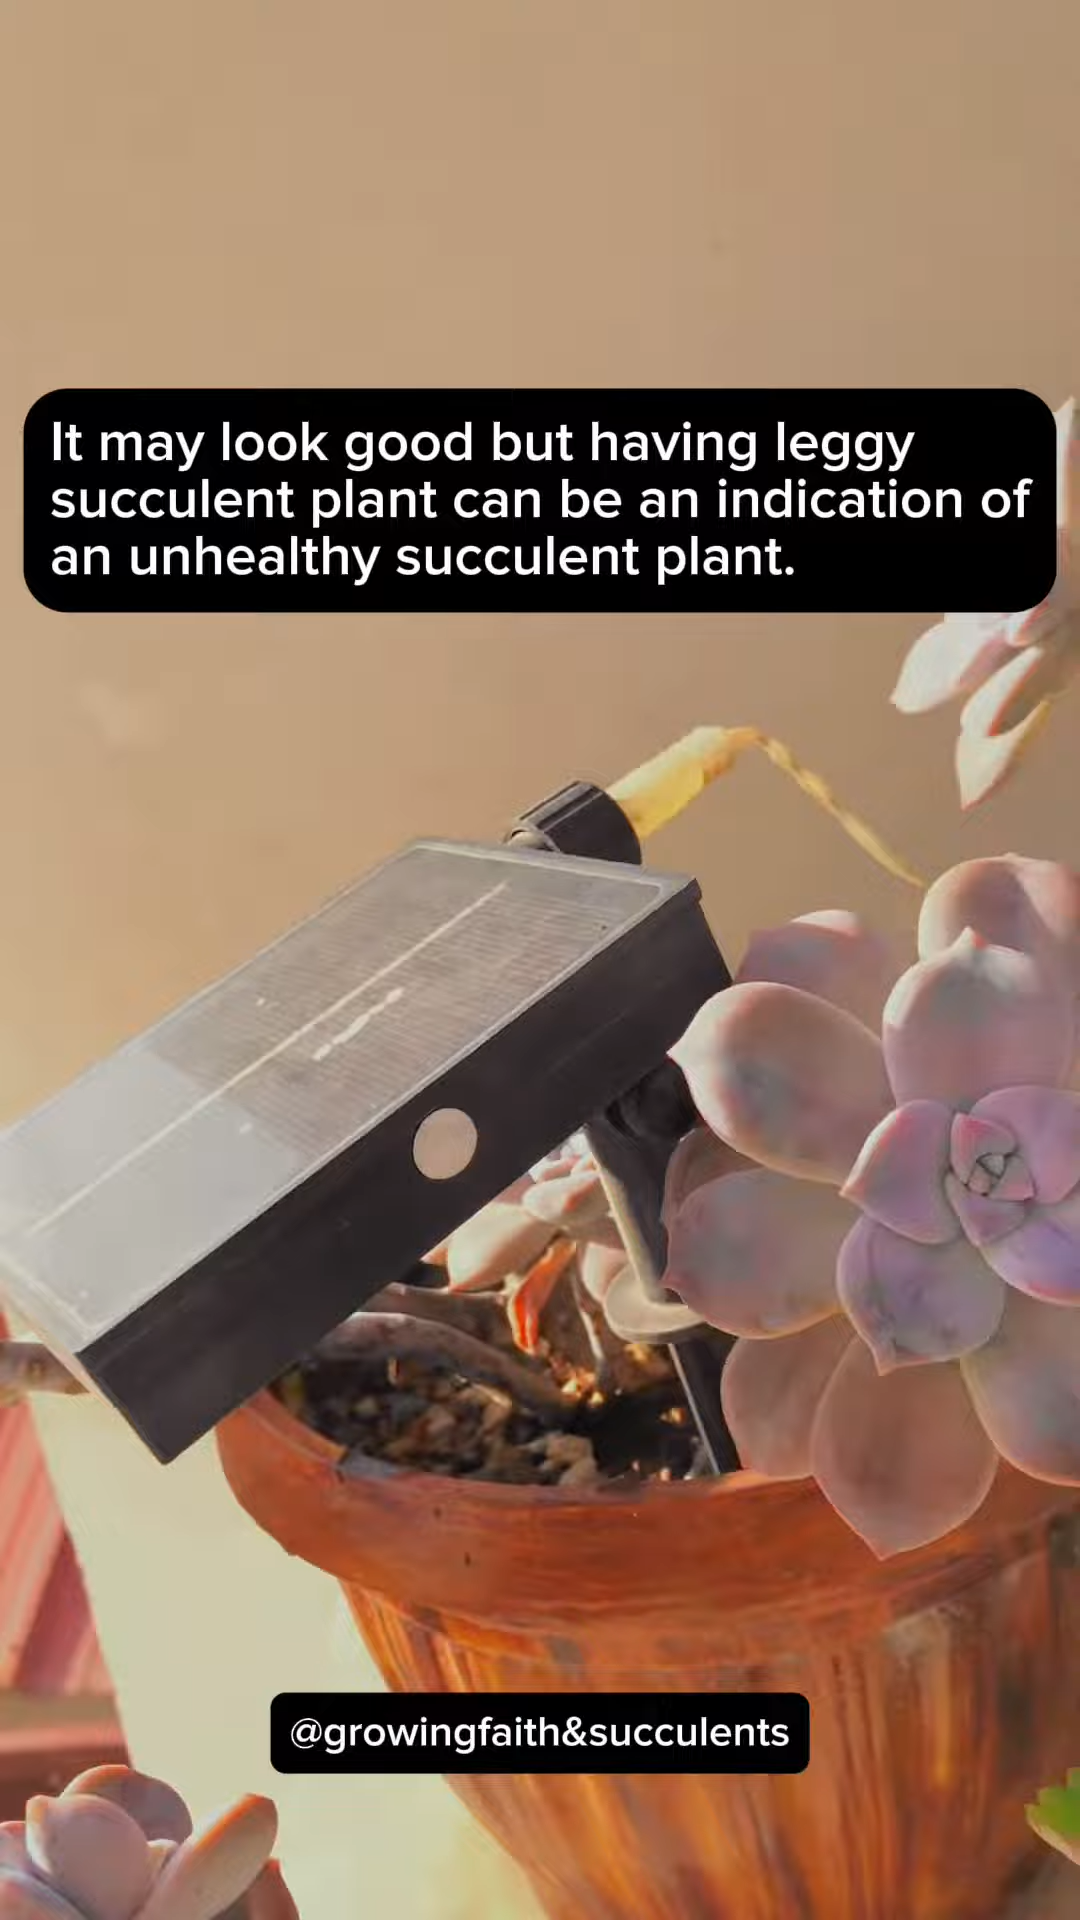 It may look good but having leggy
succulent plant can be an indication of
an unhealthy succulent plant.
@growingfaith&succulents